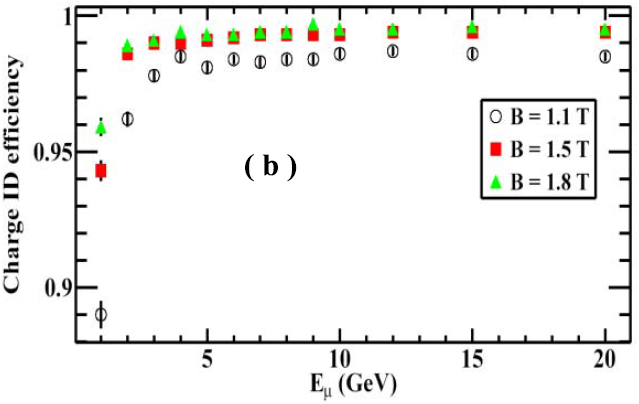 1
0.95
0.9
Charge ID efficiency
( b )
B = 1.1 T
B = 1.5 T
B = 1.8 T
5
10
15
20
Eμ (GeV)